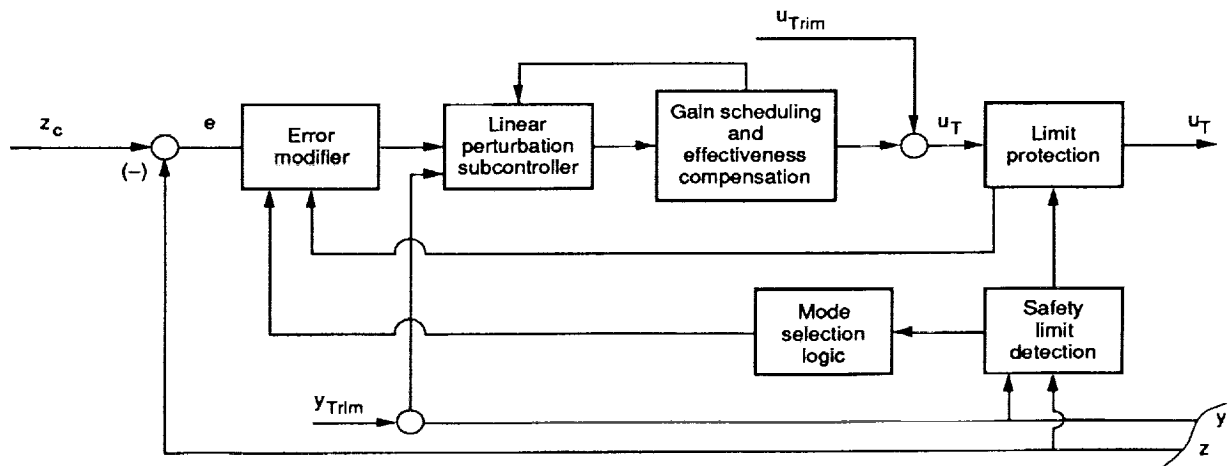 u_Trim
z_c
e
(–)
Error
modifier
Linear
perturbation
subcontroller
Gain scheduling
and
effectiveness
compensation
u_T
Limit
protection
u_T
Mode
selection
logic
Safety
limit
detection
y_Trim
y
z